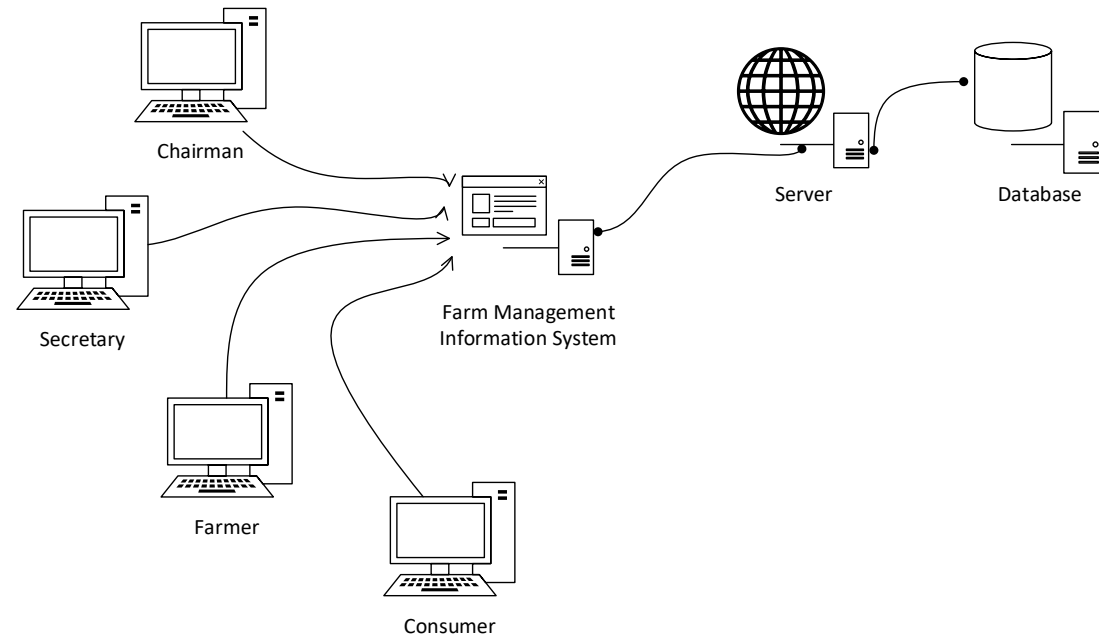 Chairman
Server
Database
Secretary
Farm Management
Information System
Farmer
Consumer